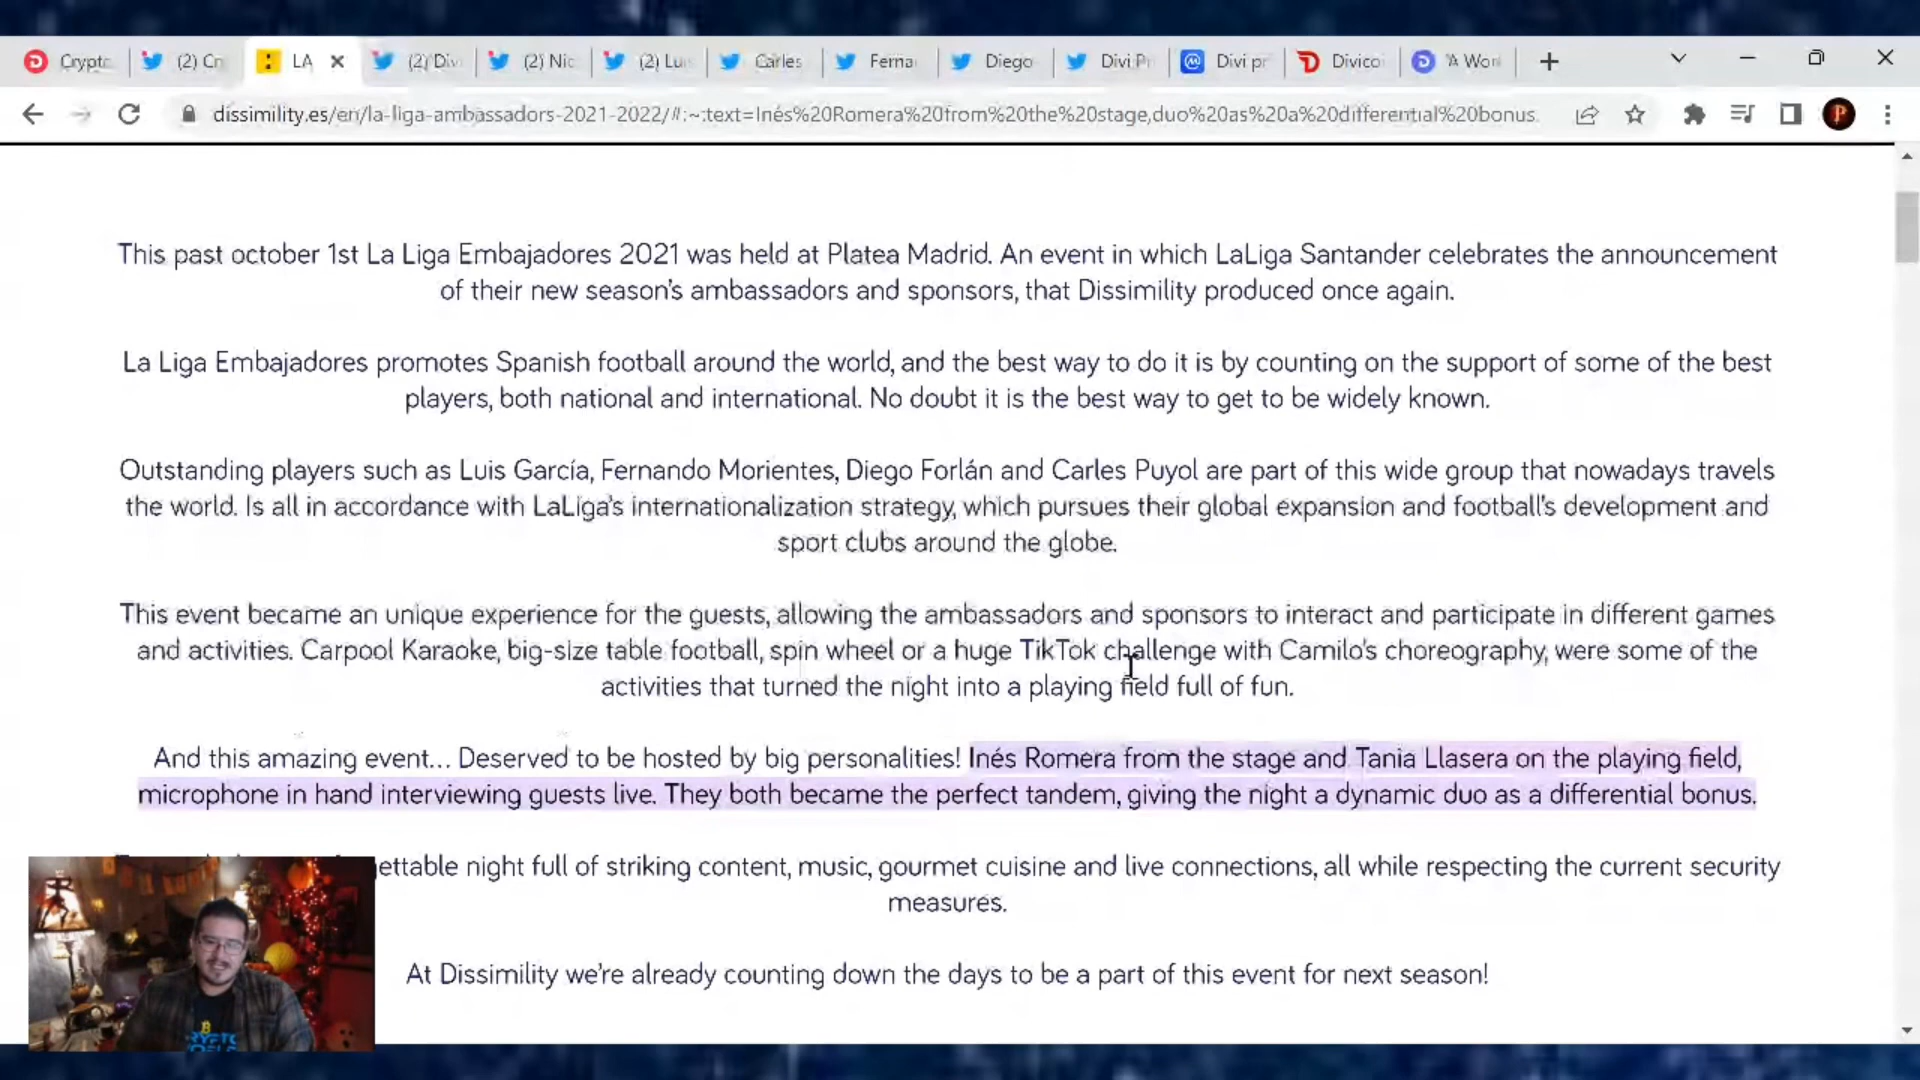 Crypto
(2) Cr
LA
(2) Div
(2) Nic
(2) Lui
Carles
Ferna
Diego
Divi Pr
Divi pr
Divico
'A Wor
dissimility.es/en/la-liga-ambassadors-2021-2022/#:~:text=Inés%20Romera%20from%20the%20stage,duo%20as%20a%20differential%20bonus.
P
This past october 1st La Liga Embajadores 2021 was held at Platea Madrid. An event in which LaLiga Santander celebrates the announcement
of their new season's ambassadors and sponsors, that Dissimility produced once again.
La Liga Embajadores promotes Spanish football around the world, and the best way to do it is by counting on the support of some of the best
players, both national and international. No doubt it is the best way to get to be widely known.
Outstanding players such as Luis García, Fernando Morientes, Diego Forlán and Carles Puyol are part of this wide group that nowadays travels
the world. Is all in accordance with LaLiga's internationalization strategy, which pursues their global expansion and football's development and
sport clubs around the globe.
This event became an unique experience for the guests, allowing the ambassadors and sponsors to interact and participate in different games
and activities. Carpool Karaoke, big-size table football, spin wheel or a huge TikTok challenge with Camilo's choreography, were some of the
activities that turned the night into a playing field full of fun.
And this amazing event... Deserved to be hosted by big personalities! Inés Romera from the stage and Tania Llasera on the playing field,
microphone in hand interviewing guests live. They both became the perfect tandem, giving the night a dynamic duo as a differential bonus.
gettable night full of striking content, music, gourmet cuisine and live connections, all while respecting the current security
measures.
At Dissimility we're already counting down the days to be a part of this event for next season!